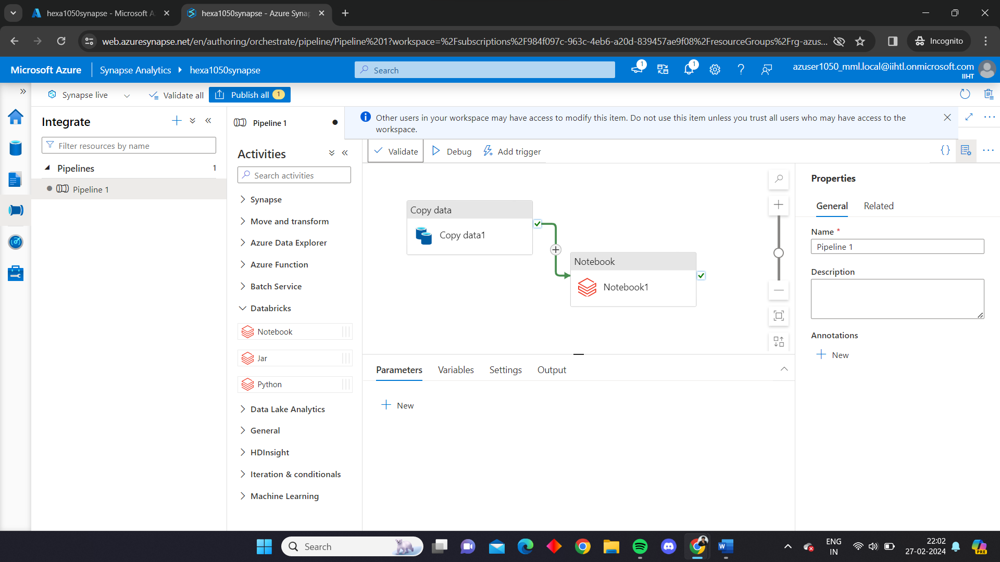 hexa1050synapse - Microsoft A
hexa1050synapse - Azure Synap
web.azuresynapse.net/en/authoring/orchestrate/pipeline/Pipeline%201?workspace=%2Fsubscriptions%2F984f097c-963c-4eb6-a20d-839457ae9f08%2FresourceGroups%2Frg-azus...
Incognito
Microsoft Azure
Synapse Analytics
hexa1050synapse
Search
1
1
azuser1050_mml.local@iihtl.onmicrosoft.com
IIHT
Synapse live
Validate all
Publish all 1
Integrate
Filter resources by name
Pipelines 1
Pipeline 1
Pipeline 1
Other users in your workspace may have access to modify this item. Do not use this item unless you trust all users who may have access to the
workspace.
Activities
Search activities
Synapse
Move and transform
Azure Data Explorer
Azure Function
Batch Service
Databricks
Notebook
Jar
Python
Data Lake Analytics
General
HDInsight
Iteration & conditionals
Machine Learning
Validate
Debug
Add trigger
Copy data
Copy data1
Notebook
Notebook1
Parameters
Variables
Settings
Output
New
Properties
General
Related
Name *
Pipeline 1
Description
Annotations
New
Search
W
ENG
IN
22:02
27-02-2024
PRE